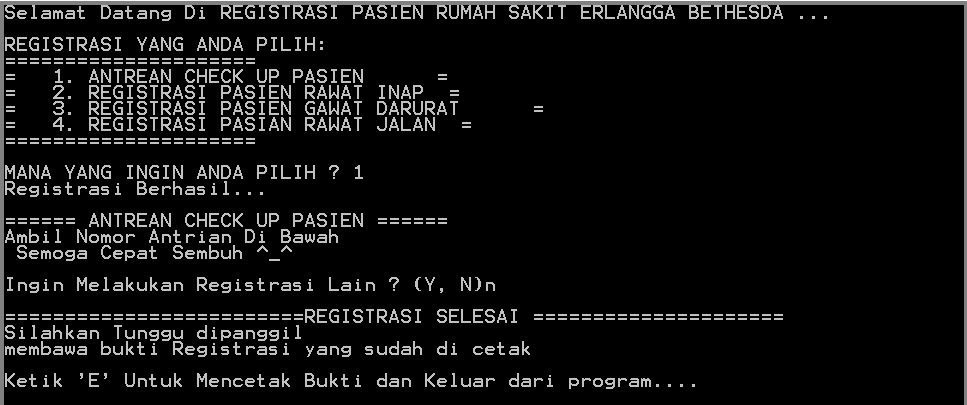 Selamat Datang Di REGISTRASI PASIEN RUMAH SAKIT ERLANGGA BETHESDA ...
REGISTRASI YANG ANDA PILIH:
=====================
=   1. ANTREAN CHECK UP PASIEN      =
=   2. REGISTRASI PASIEN RAWAT INAP  =
=   3. REGISTRASI PASIEN GAWAT DARURAT      =
=   4. REGISTRASI PASIAN RAWAT JALAN  =
=====================
MANA YANG INGIN ANDA PILIH ? 1
Registrasi Berhasil...
====== ANTREAN CHECK UP PASIEN ======
Ambil Nomor Antrian Di Bawah
 Semoga Cepat Sembuh ^_^
Ingin Melakukan Registrasi Lain ? (Y, N)n
=========================REGISTRASI SELESAI =====================
Silahkan Tunggu dipanggil
membawa bukti Registrasi yang sudah di cetak
Ketik 'E' Untuk Mencetak Bukti dan Keluar dari program....